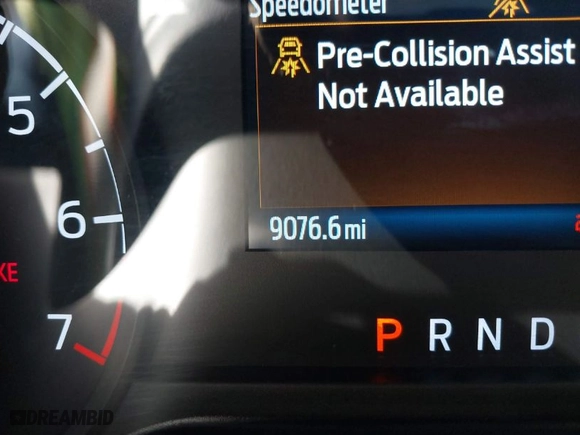 Speedometer
Pre-Collision Assist
Not Available
5
6
7
9076.6 mi
P R N D
DREAMBID